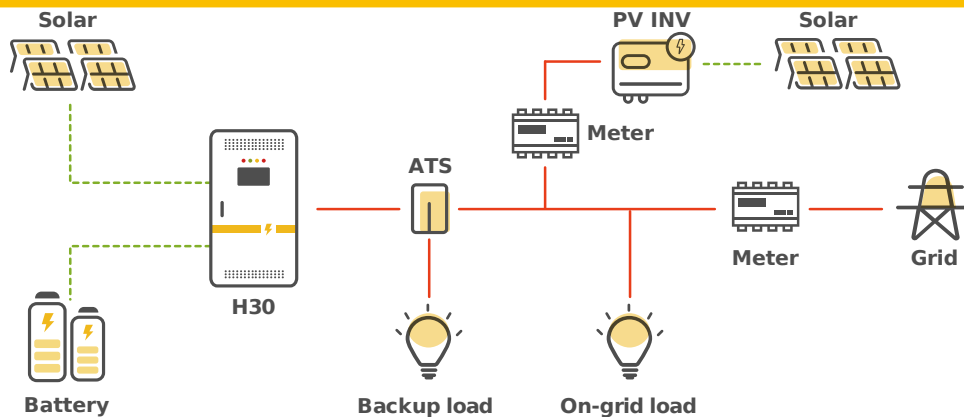 Solar
PV INV
Solar
Meter
ATS
H30
Meter
Grid
Battery
Backup load
On-grid load